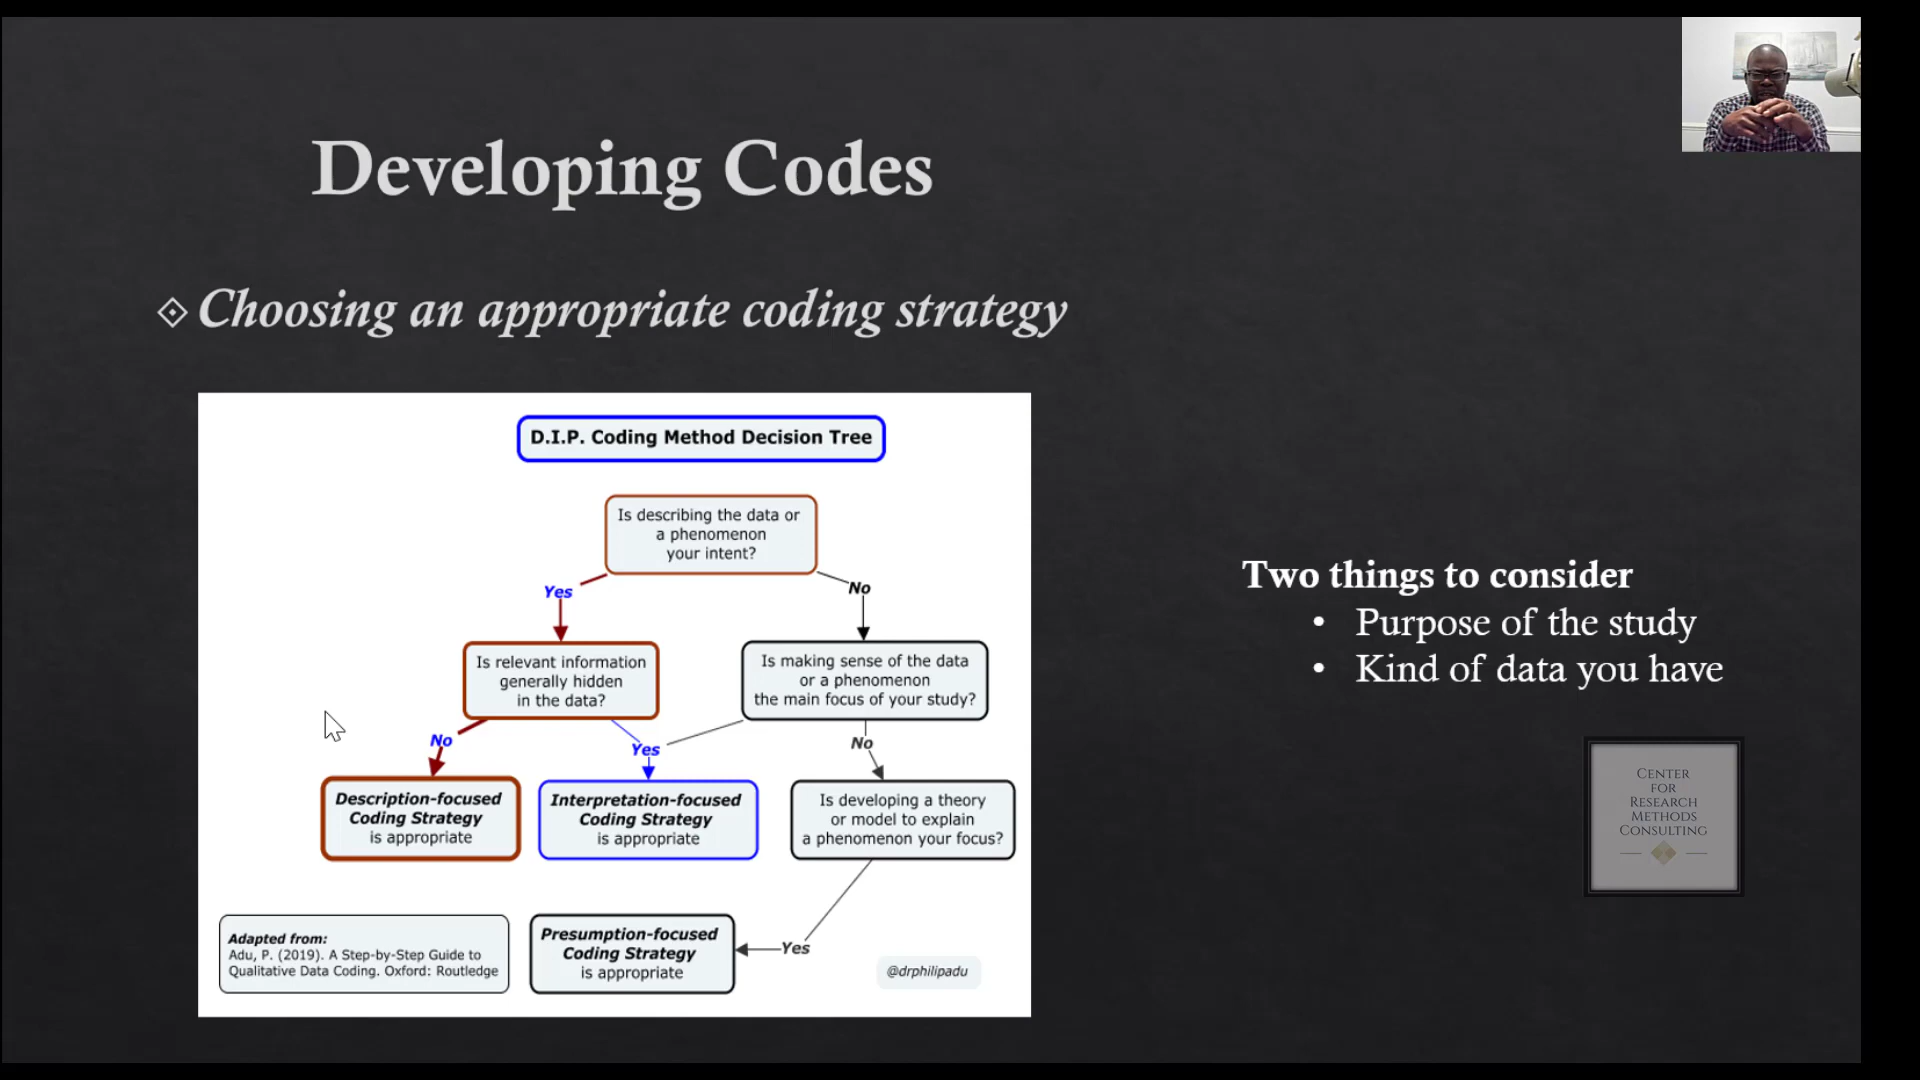 Developing Codes
Choosing an appropriate coding strategy
D.I.P. Coding Method Decision Tree
Is describing the data or
a phenomenon
your intent?
Yes
No
Is relevant information
generally hidden
in the data?
Is making sense of the data
or a phenomenon
the main focus of your study?
No
Yes
No
Description-focused
Coding Strategy
is appropriate
Interpretation-focused
Coding Strategy
is appropriate
Is developing a theory
or model to explain
a phenomenon your focus?
Yes
Presumption-focused
Coding Strategy
is appropriate
Adapted from:
Adu, P. (2019). A Step-by-Step Guide to
Qualitative Data Coding. Oxford: Routledge
@drphilipadu
Two things to consider
• Purpose of the study
• Kind of data you have
CENTER
FOR
RESEARCH
METHODS
CONSULTING